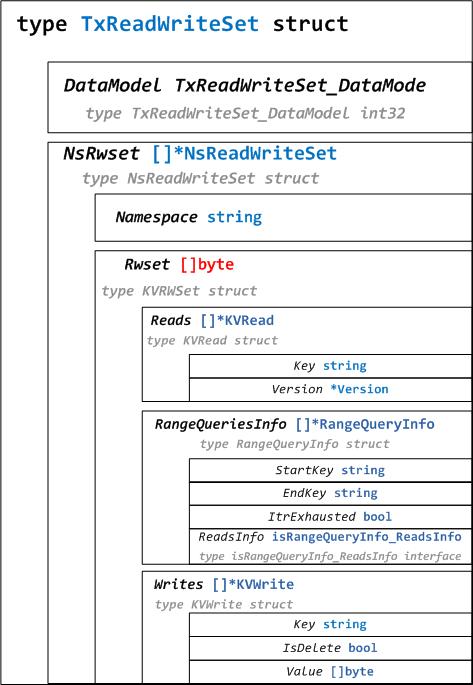 type TxReadWriteSet struct
DataModel TxReadWriteSet_DataMode
type TxReadWriteSet_DataModel int32
NsRwset []*NsReadWriteSet
type NsReadWriteSet struct
Namespace string
Rwset []byte
type KVRWSet struct
Reads []*KVRead
type KVRead struct
Key string
Version *Version
RangeQueriesInfo []*RangeQueryInfo
type RangeQueryInfo struct
StartKey string
EndKey string
ItrExhausted bool
ReadsInfo isRangeQueryInfo_ReadsInfo
type isRangeQueryInfo_ReadsInfo interface
Writes []*KVWrite
type KVWrite struct
Key string
IsDelete bool
Value []byte